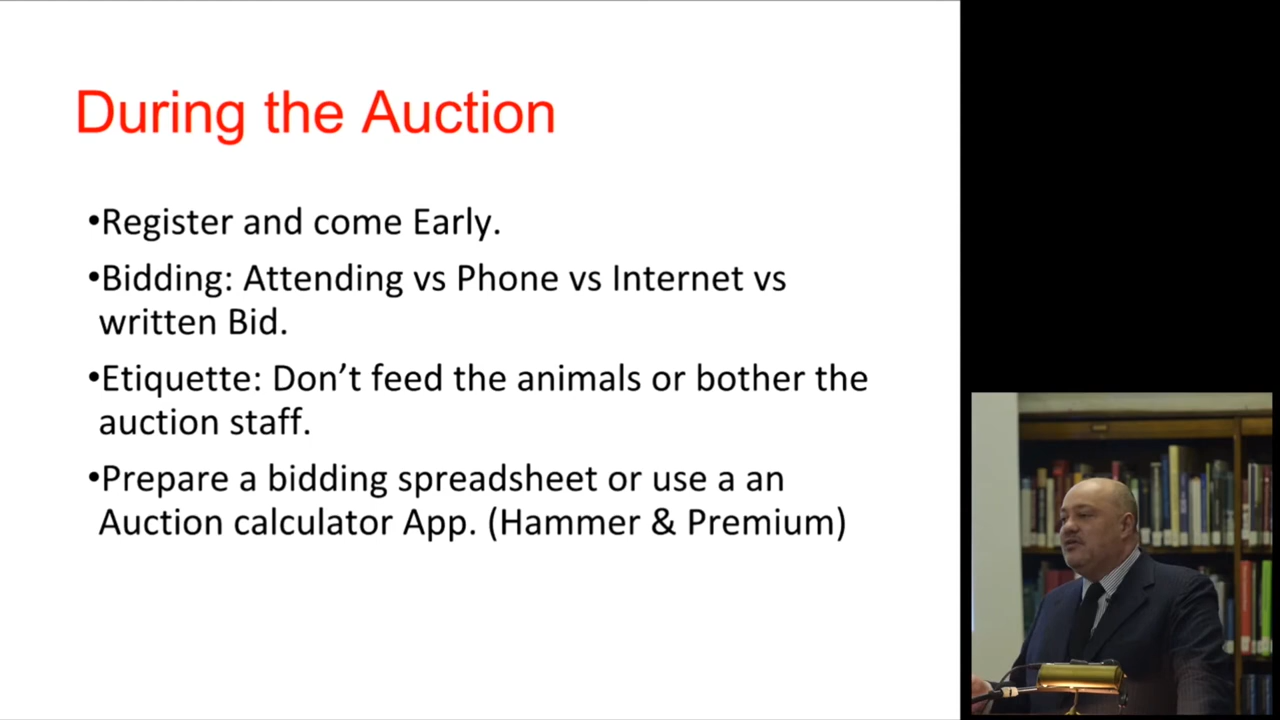 During the Auction
•Register and come Early.
•Bidding: Attending vs Phone vs Internet vs
written Bid.
•Etiquette: Don’t feed the animals or bother the
auction staff.
•Prepare a bidding spreadsheet or use a an
Auction calculator App. (Hammer & Premium)